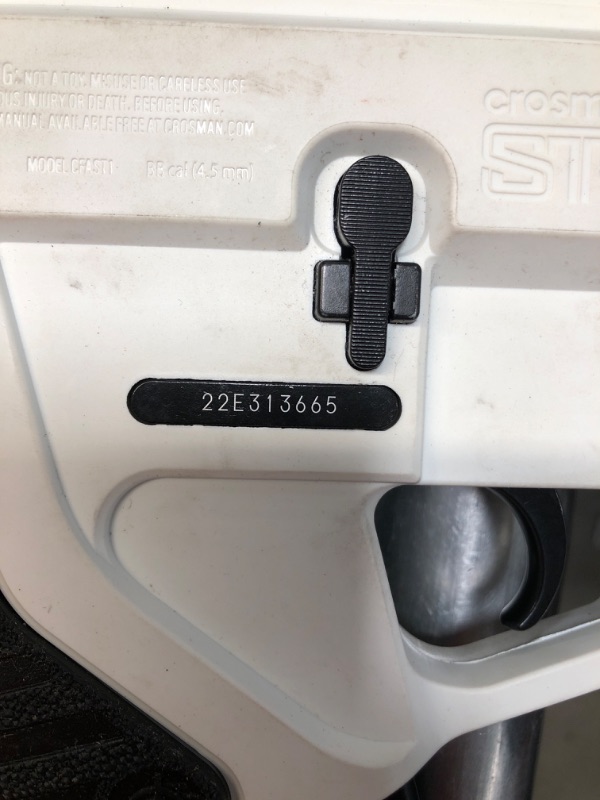 G: NOT A TOY. MISUSE OR CARELESS USE
US INJURY OR DEATH. BEFORE USING,
MANUAL AVAILABLE FREE AT CROSMAN.COM
MODEL CFAST1 BB cal (4.5 mm)
crosm
ST
22E313665